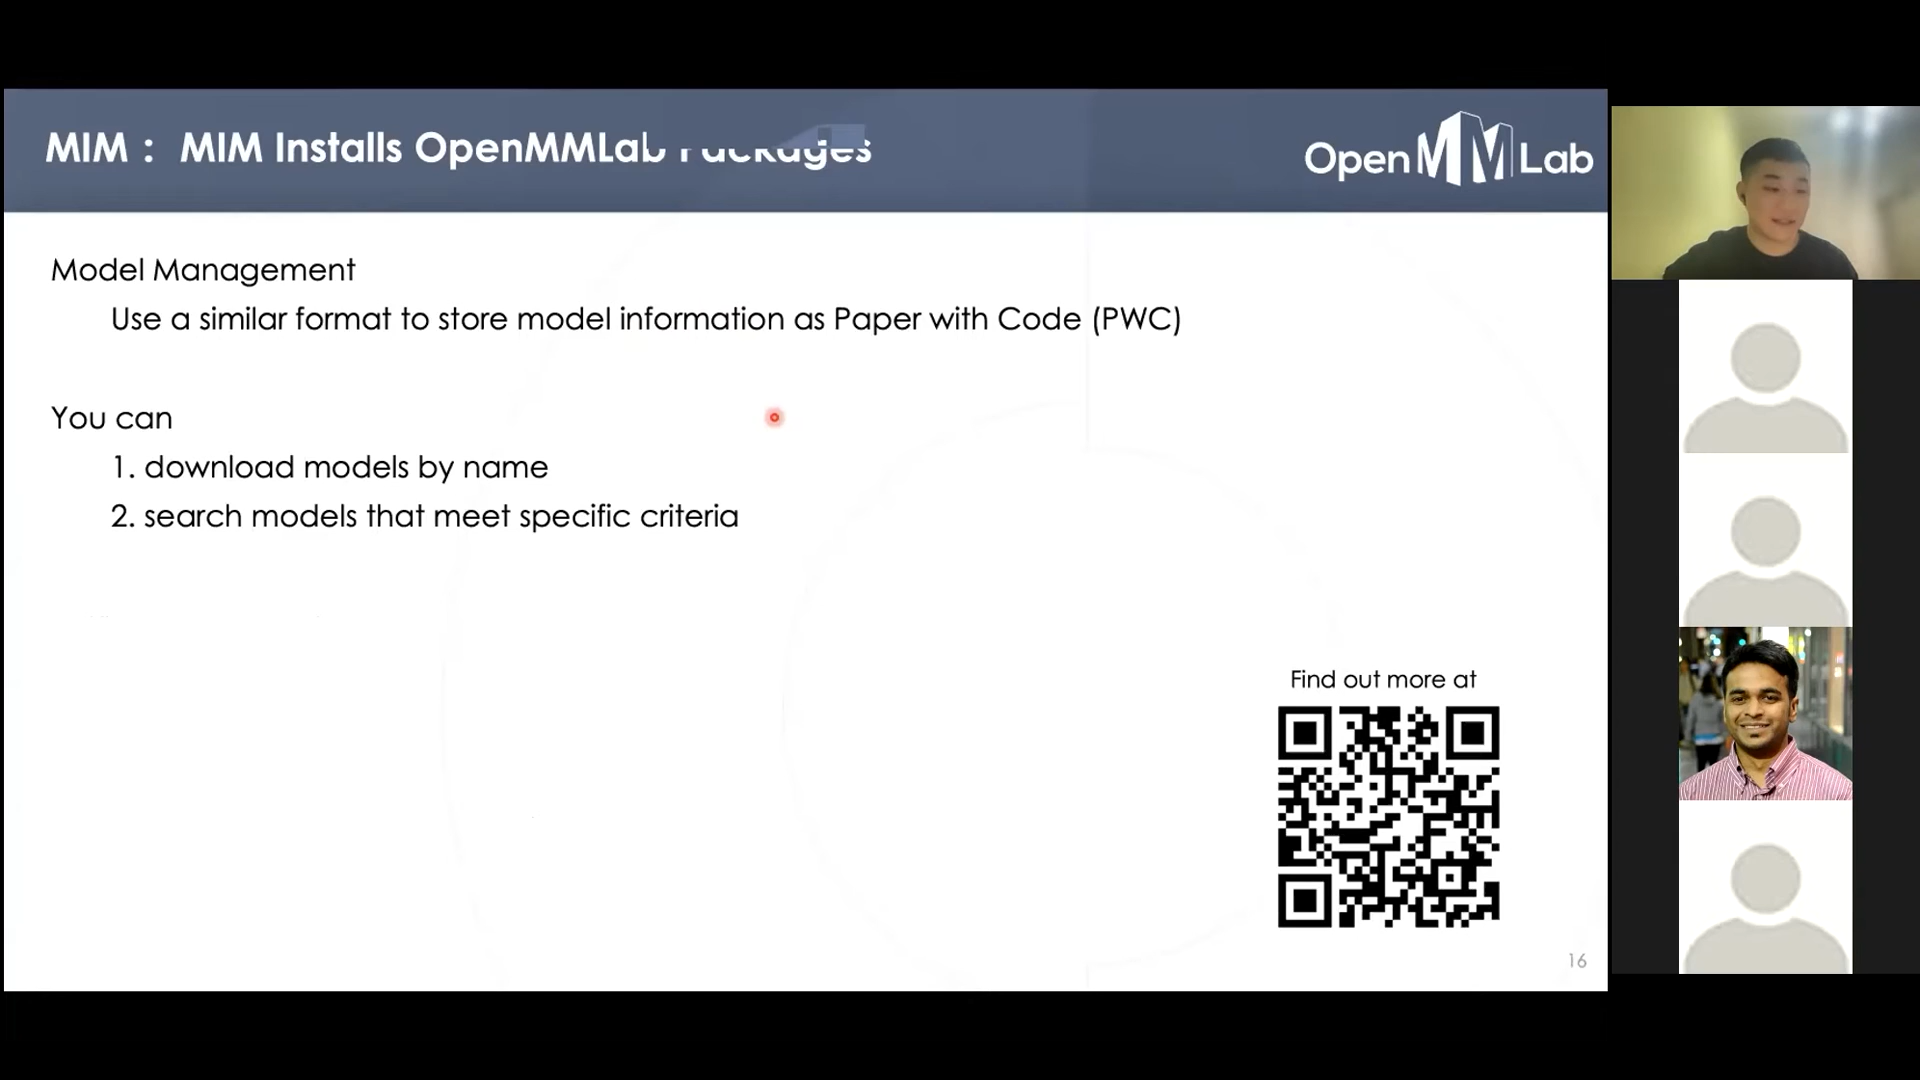 MIM : MIM Installs OpenMMLab Packages
OpenMMLab
Model Management
Use a similar format to store model information as Paper with Code (PWC)
You can
1. download models by name
2. search models that meet specific criteria
Find out more at
16